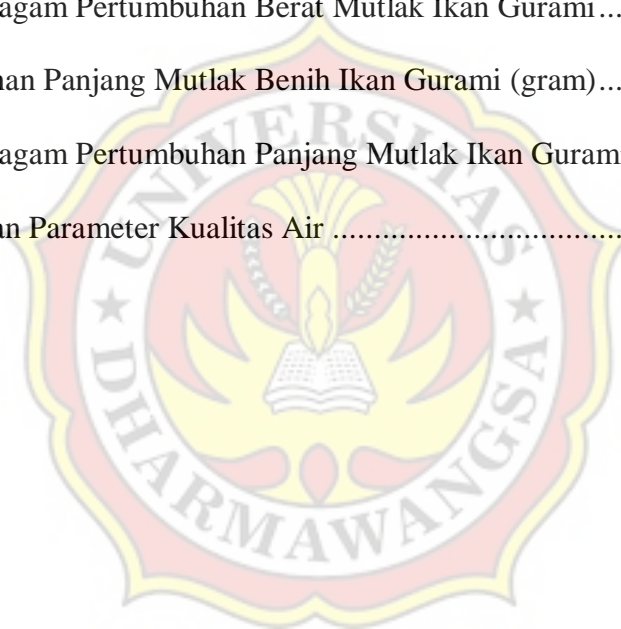 agam Pertumbuhan Berat Mutlak Ikan Gurami...
an Panjang Mutlak Benih Ikan Gurami (gram)...
agam Pertumbuhan Panjang Mutlak Ikan Guram
an Parameter Kualitas Air ..................................
UNIVERSITAS
DHARMAWANGSA